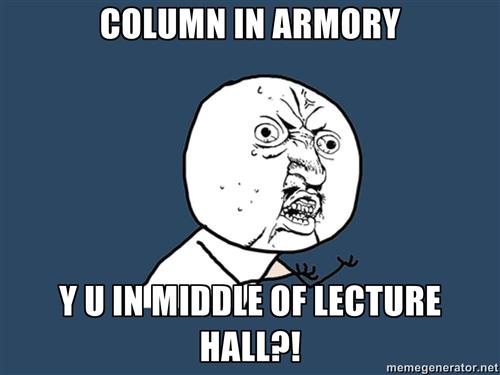 COLUMN IN ARMORY
Y U IN MIDDLE OF LECTURE
HALL?!
memegenerator.net